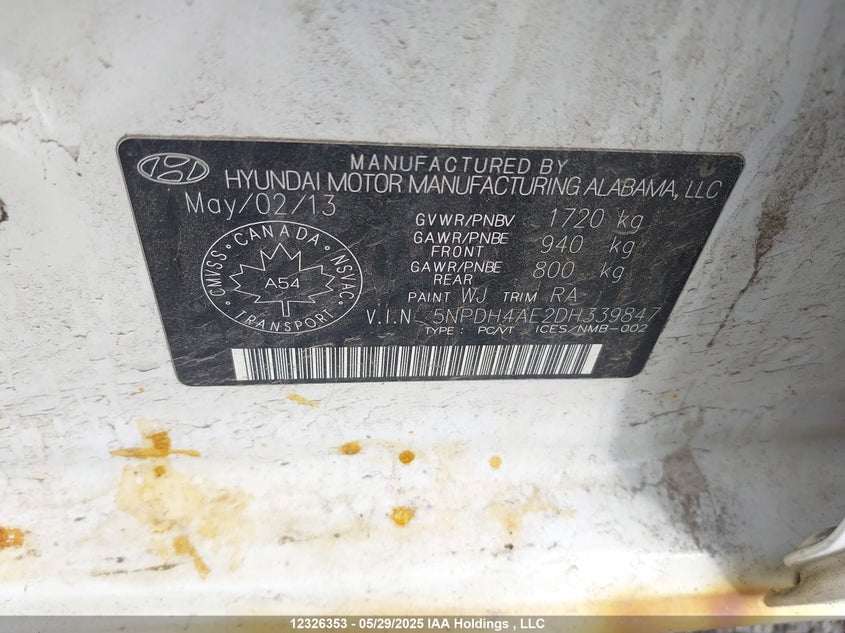 MANUFACTURED BY
HYUNDAI MOTOR MANUFACTURING ALABAMA, LLC
May/02/13
GVWR/PNBV 1720 kg
GAWR/PNBE FRONT 940 kg
GAWR/PNBE REAR 800 kg
CANADA
CMVSS NSVAC
A54
TRANSPORT
PAINT WJ TRIM RA
V.I.N 5NPDH4AE2DH339847
TYPE : PC/VT ICES/NMB-002
12326353 - 05/29/2025 IAA Holdings , LLC